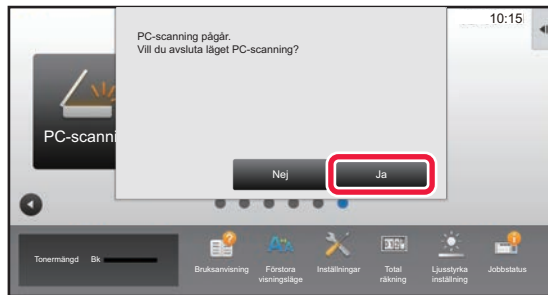 10:15
PC-scanning pågår.
Vill du avsluta läget PC-scanning?
PC-scanni
Nej
Ja
Tonermängd Bk
Bruksanvisning
Förstora
visningsläge
Inställningar
Total
räkning
Ljusstyrka
inställning
Jobbstatus